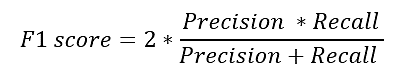 F1 score = 2 * Precision * Recall / Precision + Recall